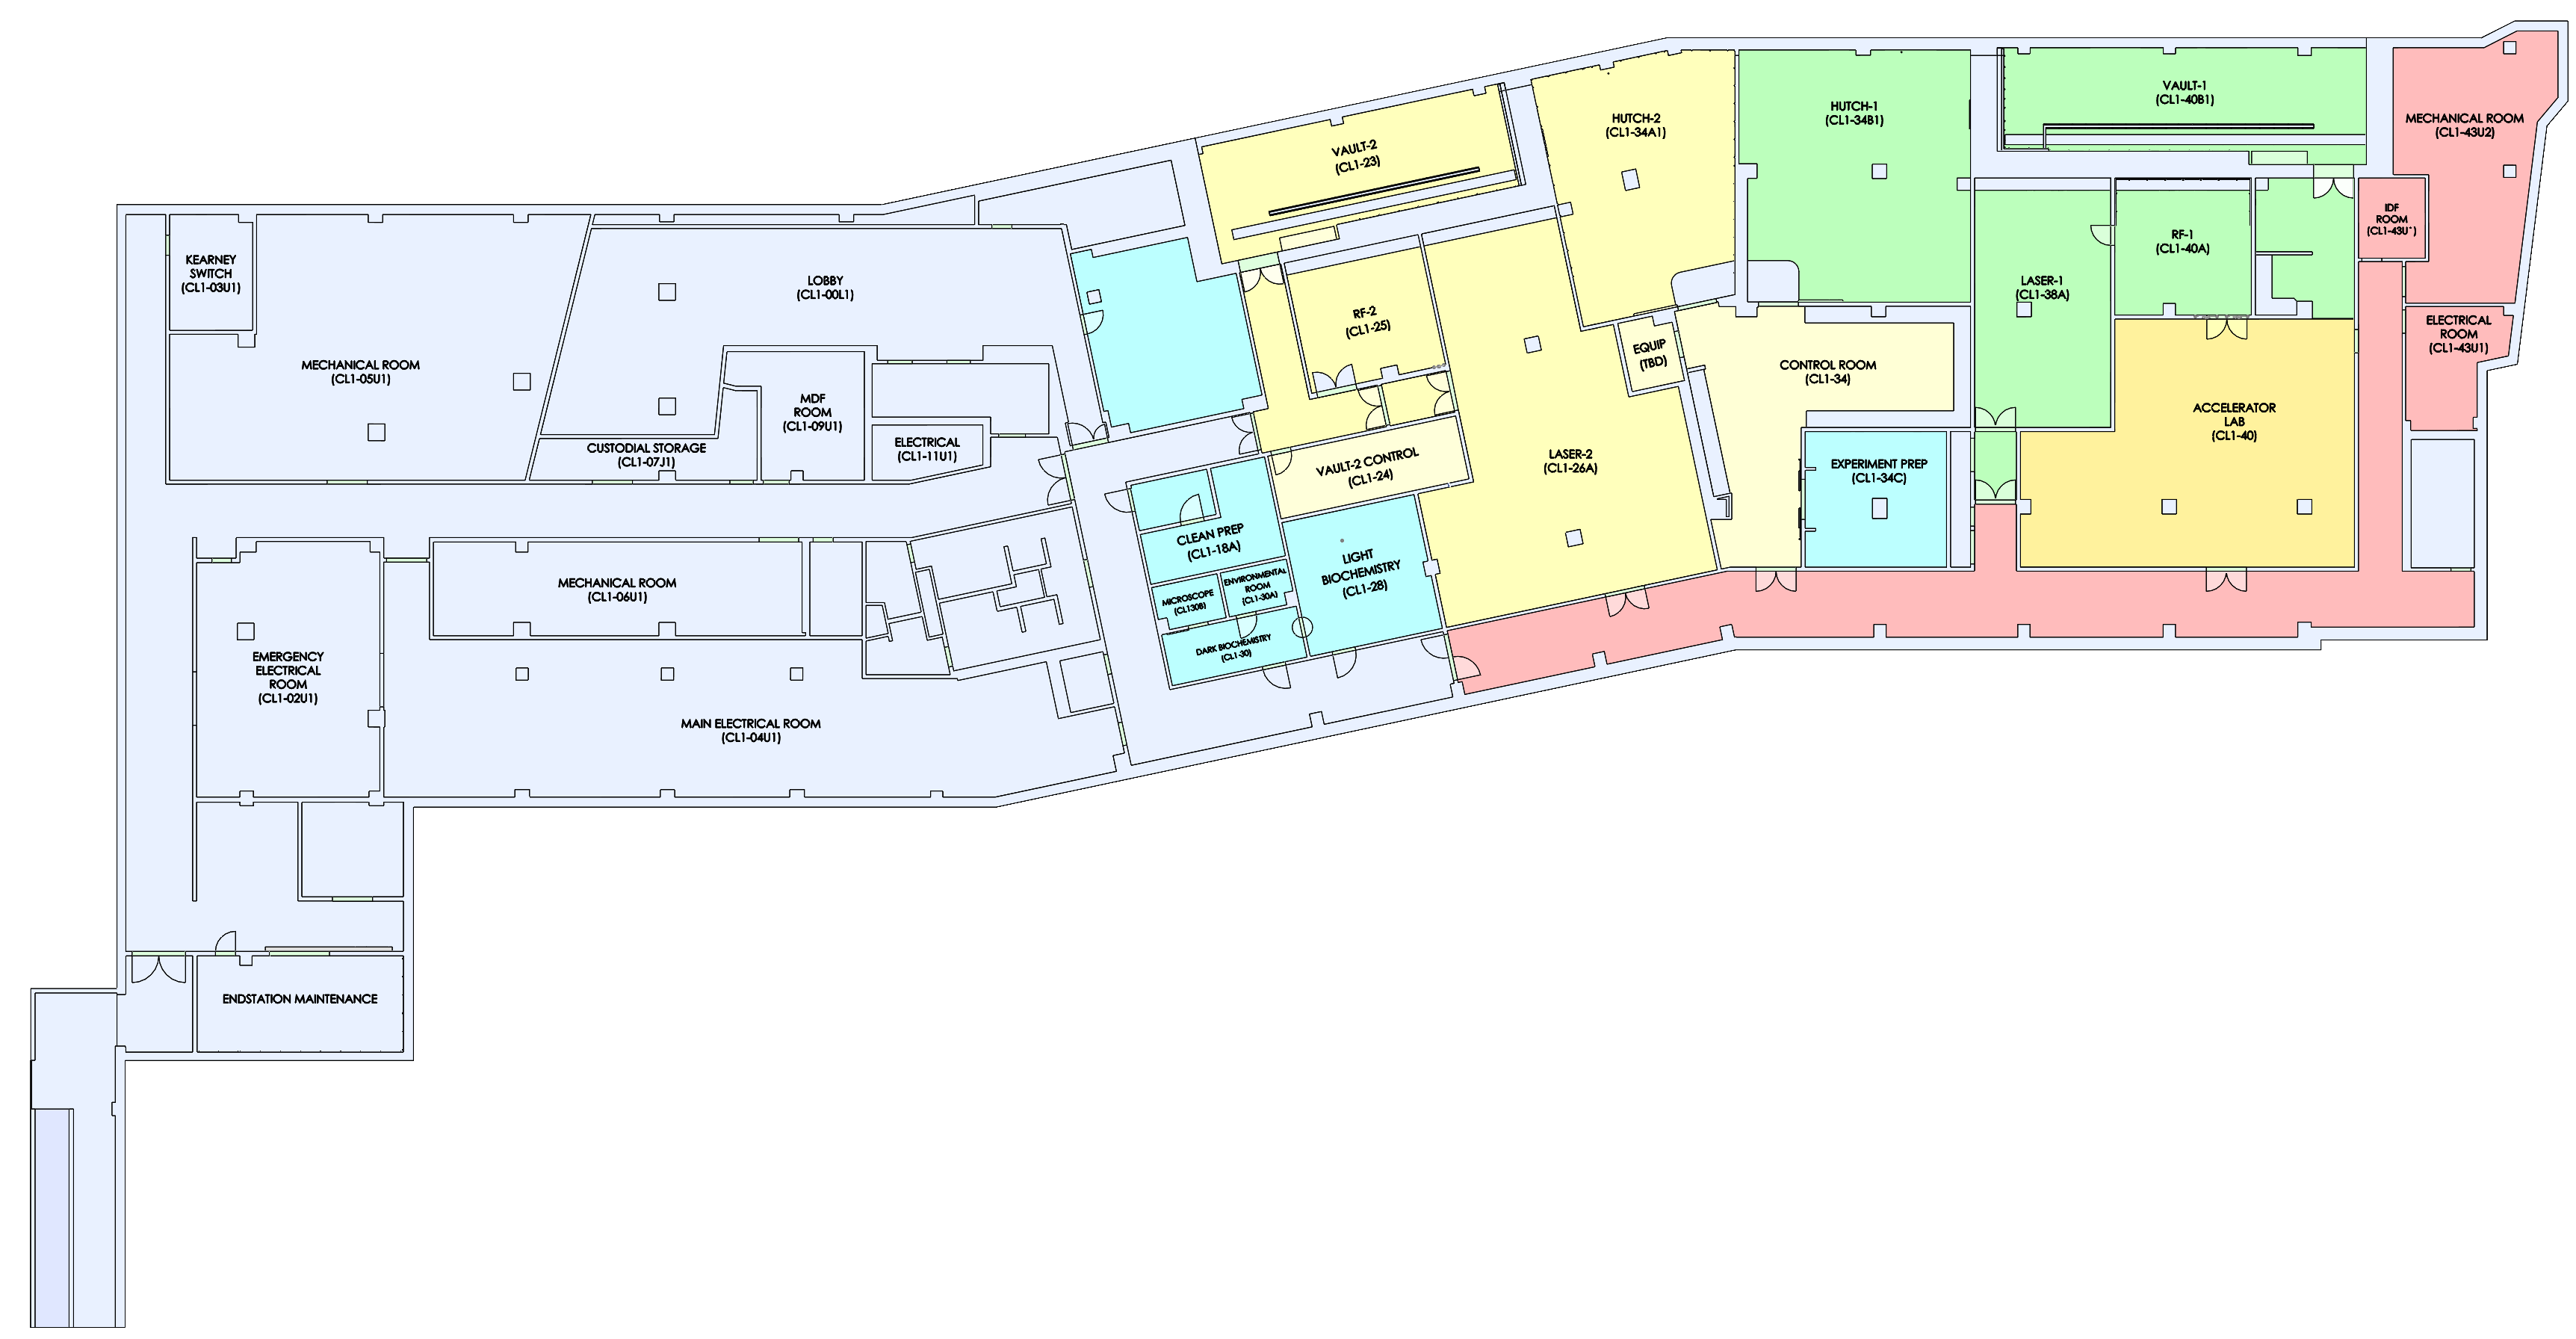 VAULT-1
(CL1-40B1)
HUTCH-1
(CL1-34B1)
HUTCH-2
(CL1-34A1)
MECHANICAL ROOM
(CL1-43U2)
VAULT-2
(CL1-23)
IDF
ROOM
(CL1-43U*)
RF-1
(CL1-40A)
KEARNEY
SWITCH
(CL1-03U1)
LOBBY
(CL1-00L1)
LASER-1
(CL1-38A)
RF-2
(CL1-25)
ELECTRICAL
ROOM
(CL1-43U1)
EQUIP
(TBD)
MECHANICAL ROOM
(CL1-05U1)
CONTROL ROOM
(CL1-34)
MDF
ROOM
(CL1-09U1)
ACCELERATOR
LAB
(CL1-40)
CUSTODIAL STORAGE
(CL1-07J1)
ELECTRICAL
(CL1-11U1)
VAULT-2 CONTROL
(CL1-24)
LASER-2
(CL1-26A)
EXPERIMENT PREP
(CL1-34C)
CLEAN PREP
(CL1-18A)
LIGHT
BIOCHEMISTRY
(CL1-28)
MECHANICAL ROOM
(CL1-06U1)
MICROSCOPE
(CL130B)
ENVIRONMENTAL
ROOM
(CL1-30A)
DARK BIOCHEMISTRY
(CL1-30)
EMERGENCY
ELECTRICAL
ROOM
(CL1-02U1)
MAIN ELECTRICAL ROOM
(CL1-04U1)
ENDSTATION MAINTENANCE